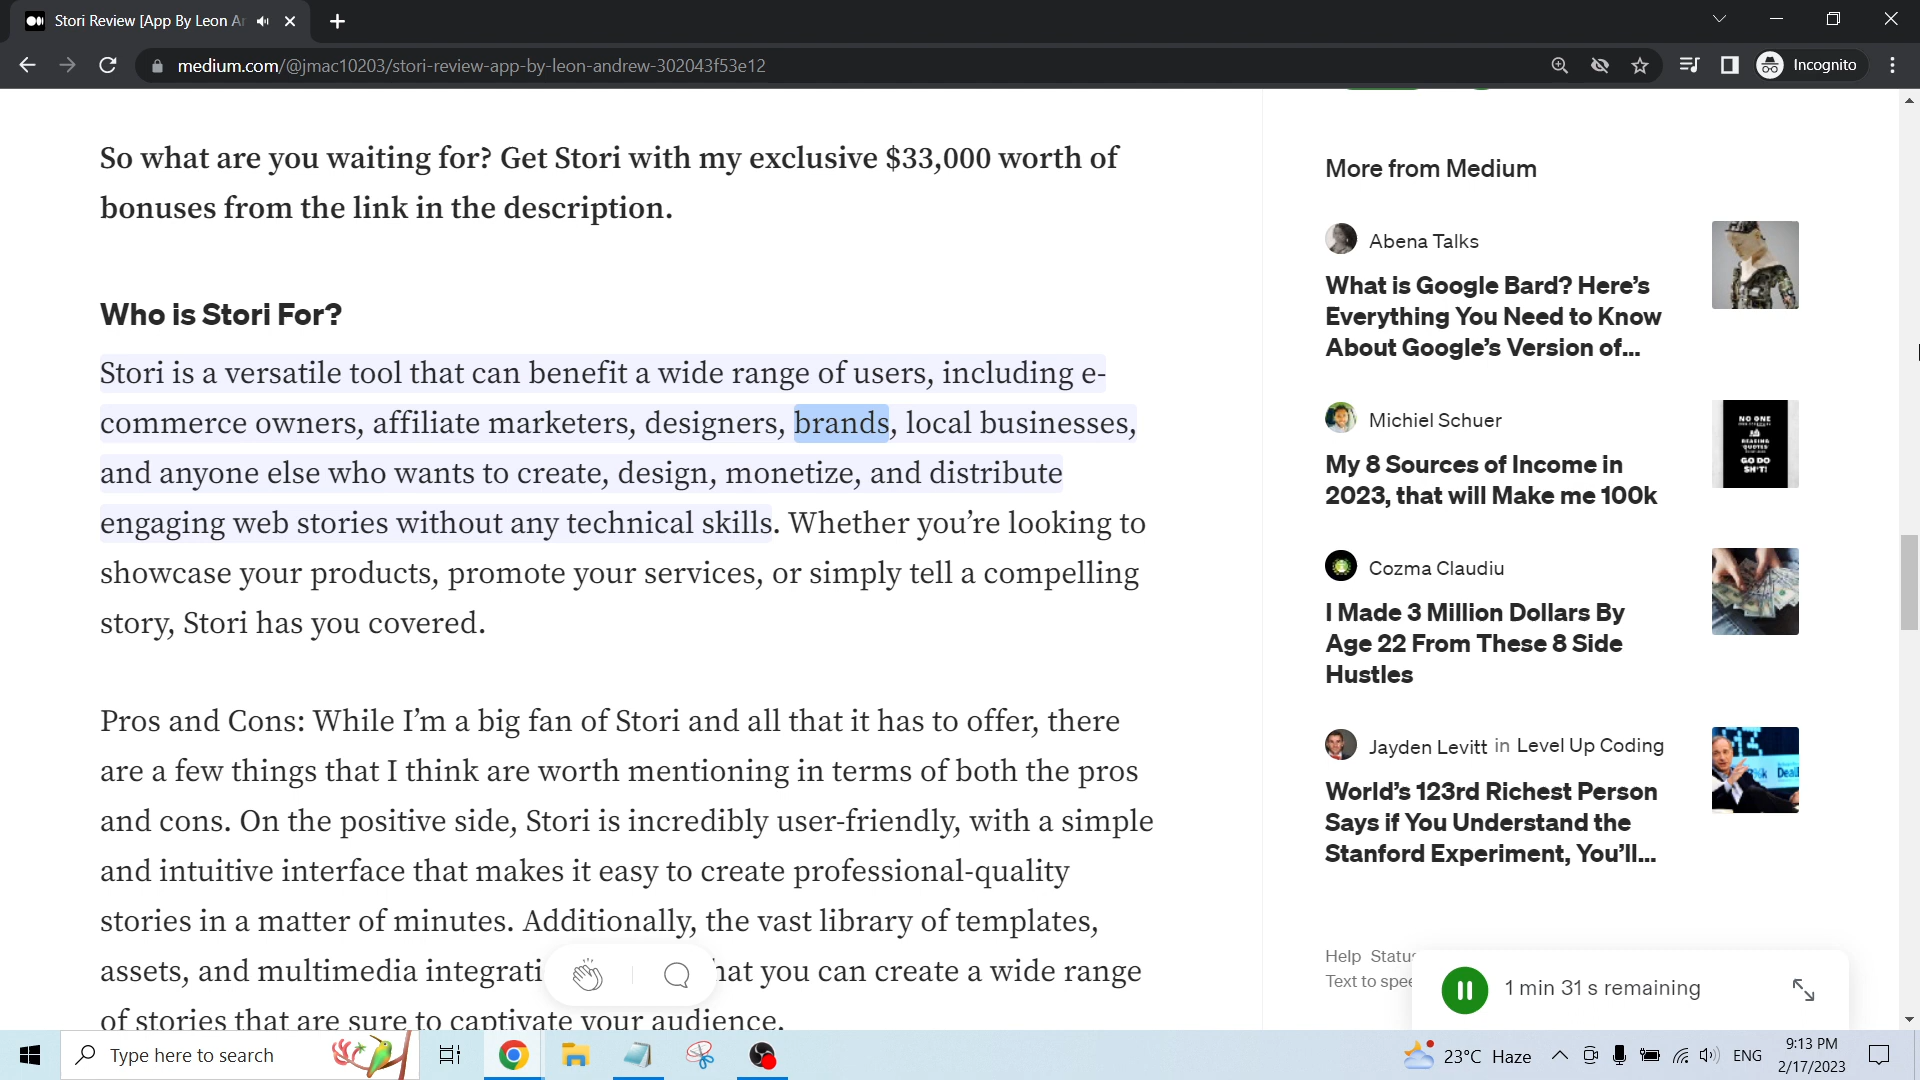 Stori Review [App By Leon Ar
medium.com/@jmac10203/stori-review-app-by-leon-andrew-302043f53e12
Incognito
So what are you waiting for? Get Stori with my exclusive $33,000 worth of
bonuses from the link in the description.
Who is Stori For?
Stori is a versatile tool that can benefit a wide range of users, including e-
commerce owners, affiliate marketers, designers, brands, local businesses,
and anyone else who wants to create, design, monetize, and distribute
engaging web stories without any technical skills. Whether you’re looking to
showcase your products, promote your services, or simply tell a compelling
story, Stori has you covered.
Pros and Cons: While I’m a big fan of Stori and all that it has to offer, there
are a few things that I think are worth mentioning in terms of both the pros
and cons. On the positive side, Stori is incredibly user-friendly, with a simple
and intuitive interface that makes it easy to create professional-quality
stories in a matter of minutes. Additionally, the vast library of templates,
assets, and multimedia integrati hat you can create a wide range
of stories that are sure to captivate your audience.
More from Medium
Abena Talks
What is Google Bard? Here’s
Everything You Need to Know
About Google’s Version of...
Michiel Schuer
My 8 Sources of Income in
2023, that will Make me 100k
NO ONE
READING
QUOTES
GO DO
SH*T!
Cozma Claudiu
I Made 3 Million Dollars By
Age 22 From These 8 Side
Hustles
Jayden Levitt in Level Up Coding
World’s 123rd Richest Person
Says if You Understand the
Stanford Experiment, You’ll...
Help Status
Text to spee
1 min 31 s remaining
Type here to search
23°C Haze
ENG
9:13 PM
2/17/2023